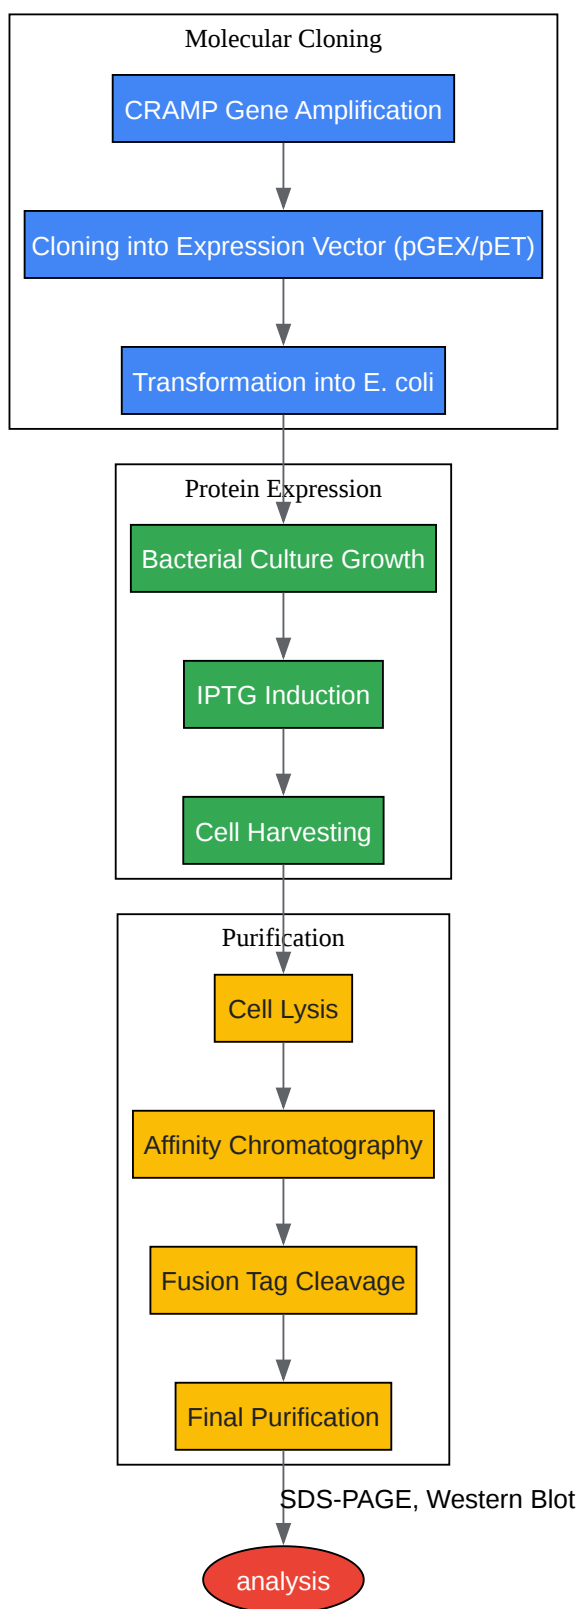 Molecular Cloning
CRAMP Gene Amplification
Cloning into Expression Vector (pGEX/pET)
Transformation into E. coli
Protein Expression
Bacterial Culture Growth
IPTG Induction
Cell Harvesting
Purification
Cell Lysis
Affinity Chromatography
Fusion Tag Cleavage
Final Purification
SDS-PAGE, Western Blot
analysis